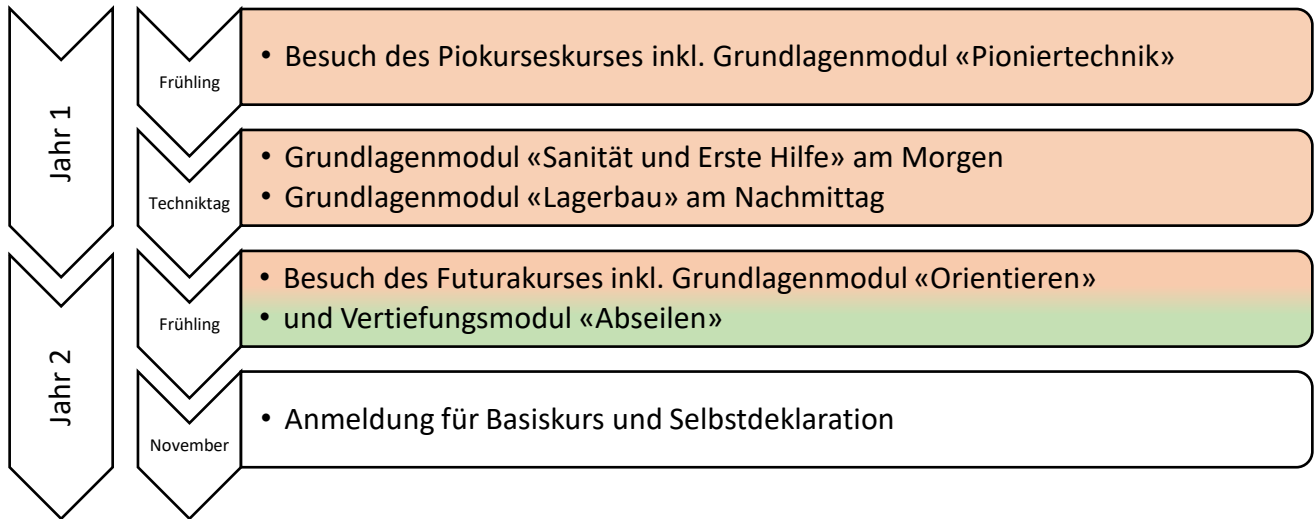 Jahr 1
Frühling
• Besuch des Piokurseskurses inkl. Grundlagenmodul «Pioniertechnik»
Techniktag
• Grundlagenmodul «Sanität und Erste Hilfe» am Morgen
• Grundlagenmodul «Lagerbau» am Nachmittag
Jahr 2
Frühling
• Besuch des Futurakurses inkl. Grundlagenmodul «Orientieren»
• und Vertiefungsmodul «Abseilen»
November
• Anmeldung für Basiskurs und Selbstdeklaration